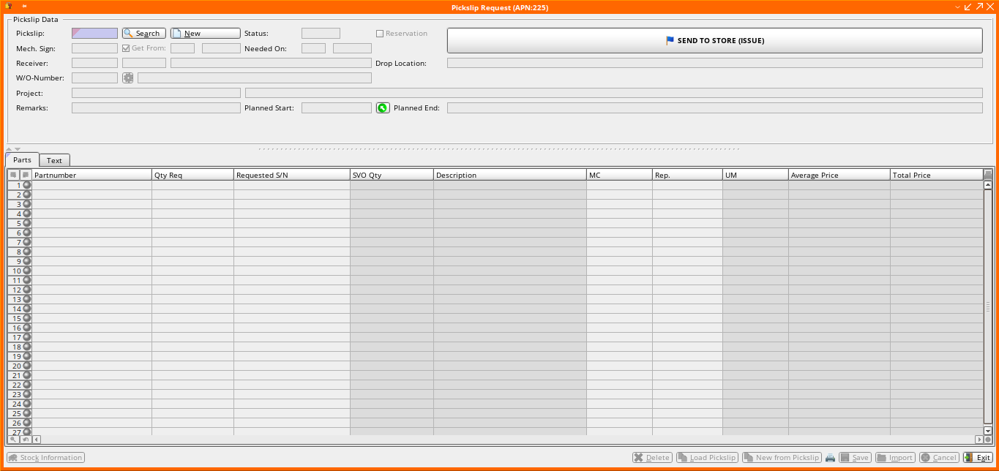 Pickslip Request (APN:225)
Pickslip Data
Pickslip: Search New Status: Reservation SEND TO STORE (ISSUE)
Mech. Sign: Get From: Needed On:
Receiver: Drop Location:
W/O-Number:
Project:
Remarks: Planned Start: Planned End:
Parts Text
Partnumber Qty Req Requested S/N SVO Qty Description MC Rep. UM Average Price Total Price
1
2
3
4
5
6
7
8
9
10
11
12
13
14
15
16
17
18
19
20
21
22
23
24
25
26
27
Stock Information Delete Load Pickslip New from Pickslip Save Import Cancel Exit